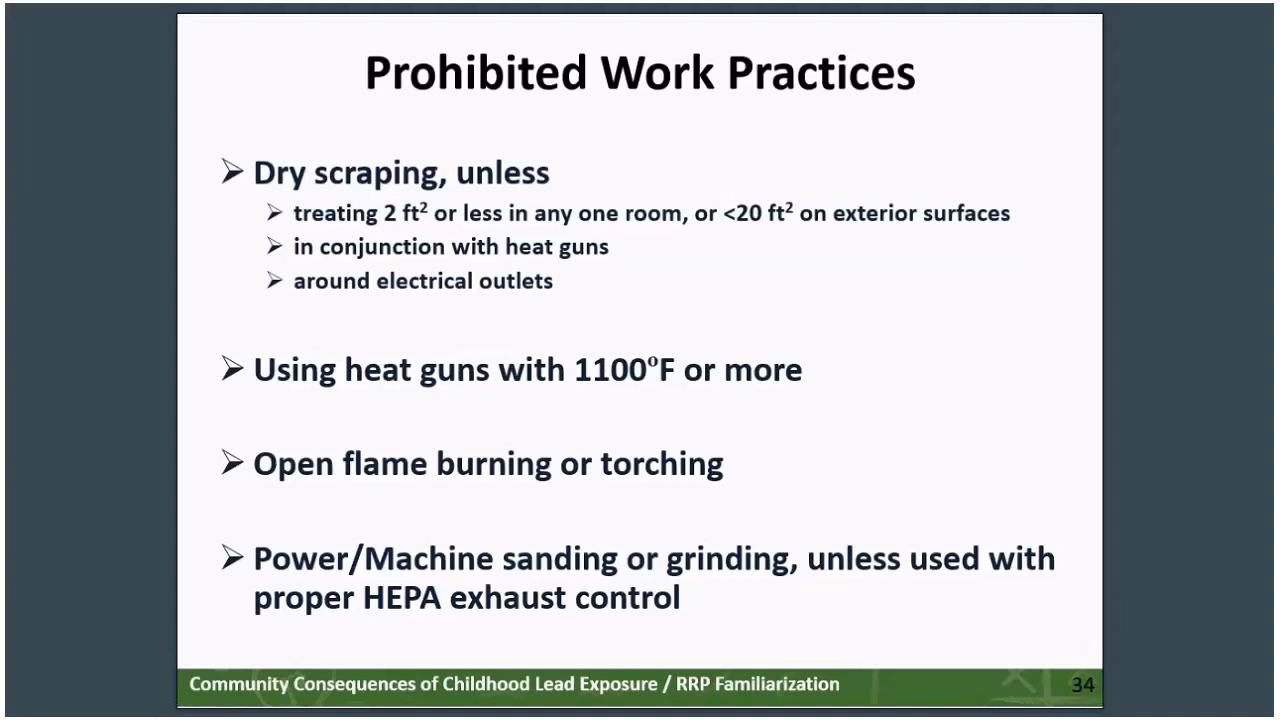 Prohibited Work Practices
Dry scraping, unless
treating 2 ft² or less in any one room, or <20 ft² on exterior surfaces
in conjunction with heat guns
around electrical outlets
Using heat guns with 1100ºF or more
Open flame burning or torching
Power/Machine sanding or grinding, unless used with
proper HEPA exhaust control
Community Consequences of Childhood Lead Exposure / RRP Familiarization
34